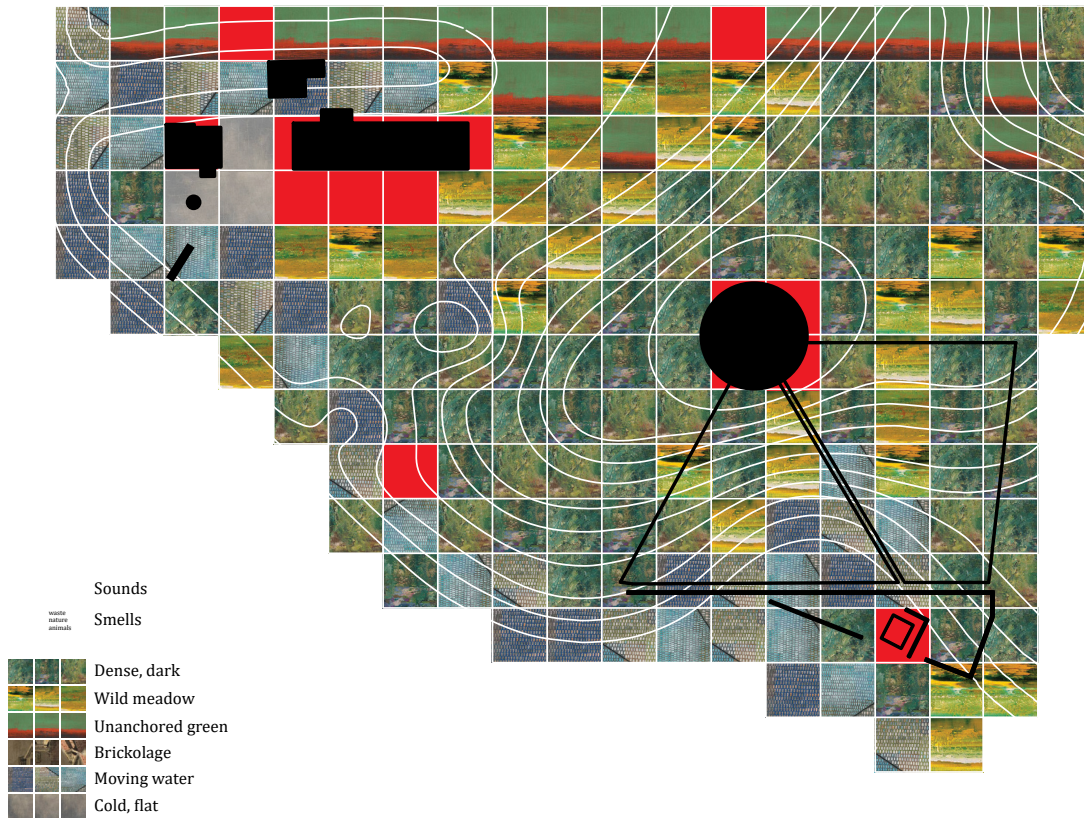 Sounds
waste
nature
animals
Smells
Dense, dark
Wild meadow
Unanchored green
Brickolage
Moving water
Cold, flat